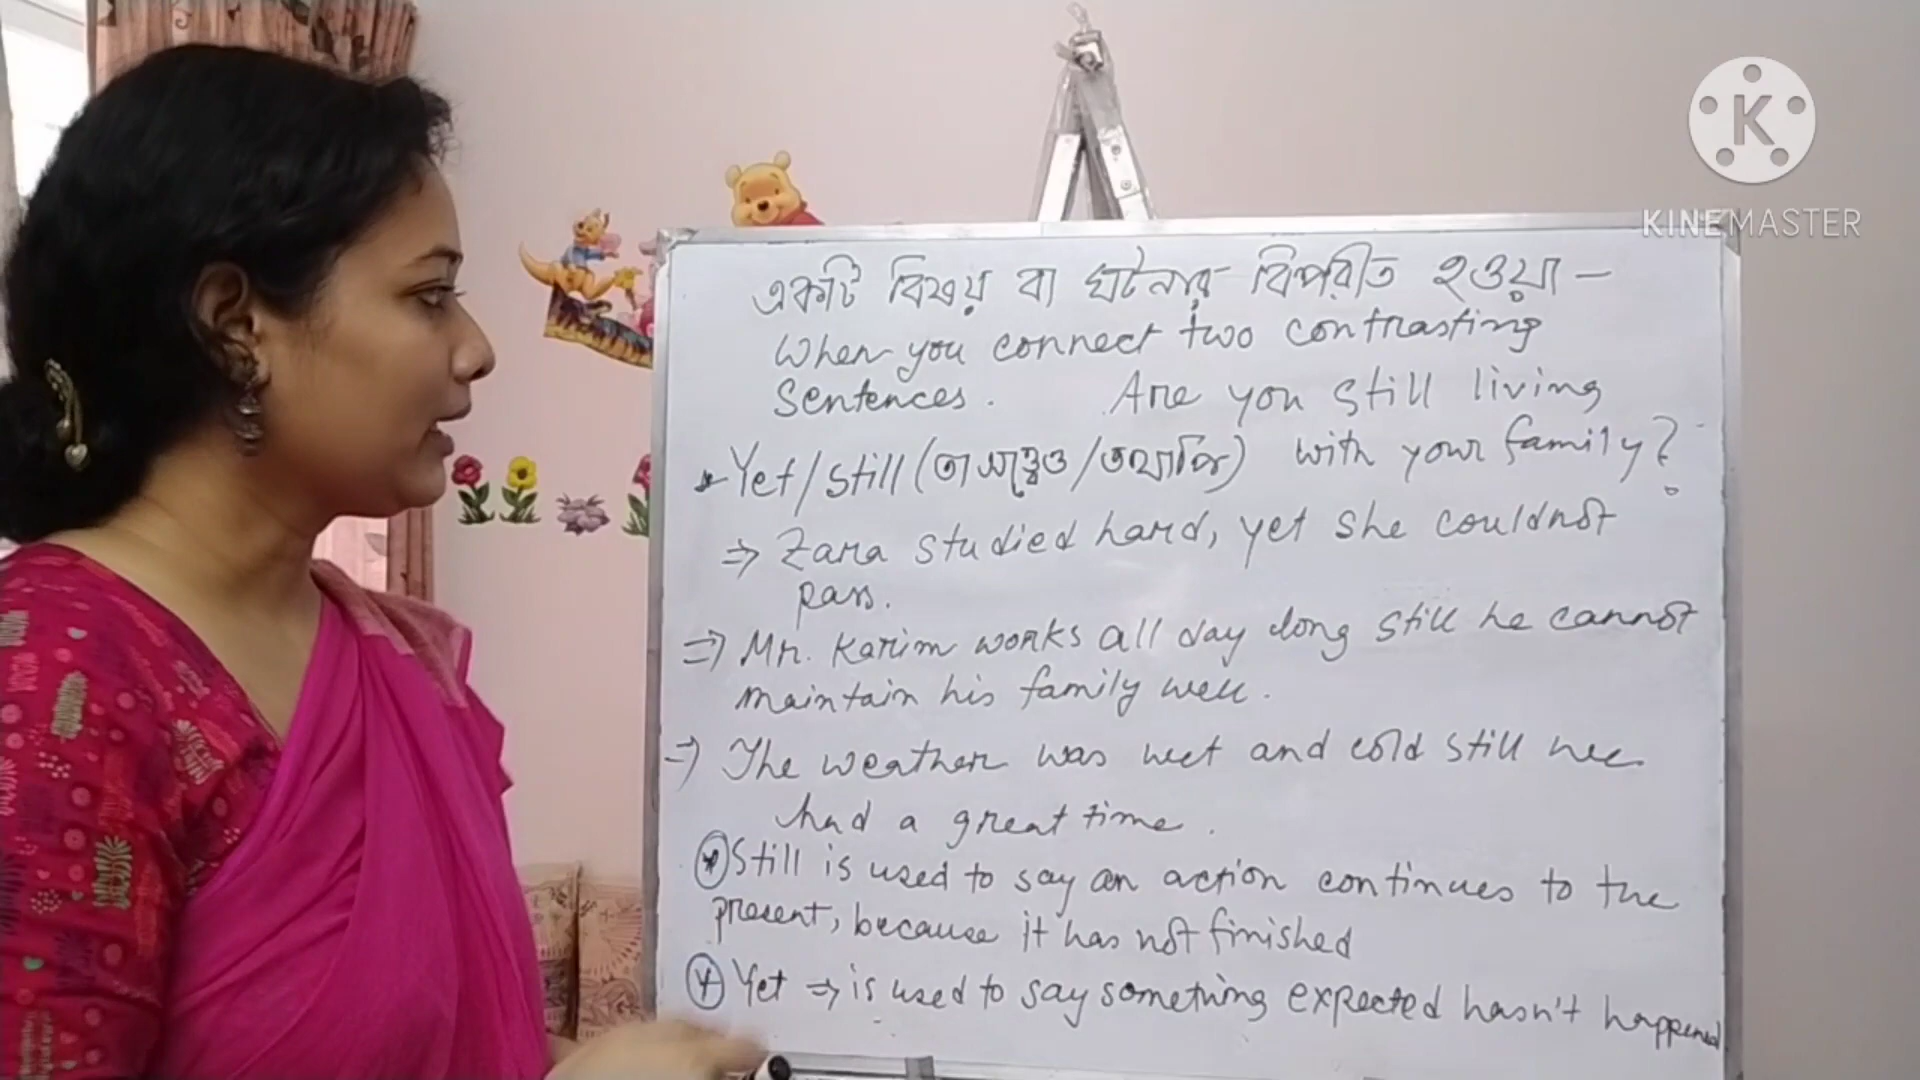 একটি বিষয় বা ঘটনার বিপরীত হওয়া –
When you connect two contrasting
sentences.
Are you still living
with your family?
* Yet/still (তা সত্ত্বেও/তথাপি)
⇒ Zara studied hard, yet she couldnot
pass.
⇒ Mr. Karim works all day long still he cannot
maintain his family well.
⇒ The weather was wet and cold still we
had a great time.
* Still is used to say an action continues to the
present, because it has not finished
* Yet ⇒ is used to say something expected hasn't happened
K
KINEMASTER